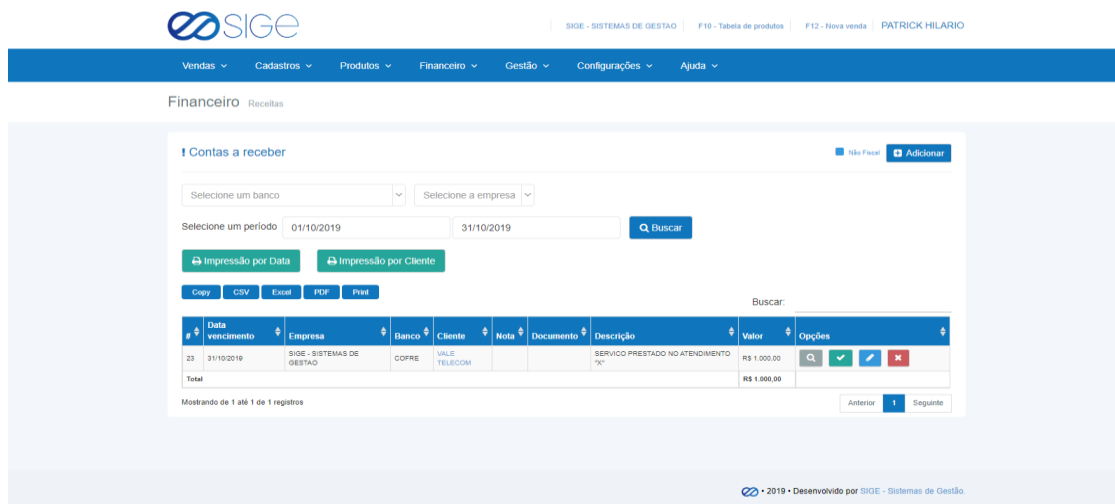 SIGE
SIGE - SISTEMAS DE GESTAO F10 - Tabela de produtos F12 - Nova venda PATRICK HILARIO
Vendas Cadastros Produtos Financeiro Gestão Configurações Ajuda
Financeiro Receitas
! Contas a receber
Não Fiscal Adicionar
Selecione um banco Selecione a empresa
Selecione um período 01/10/2019 31/10/2019 Buscar
Impressão por Data Impressão por Cliente
Copy CSV Excel PDF Print
Buscar:
# Data vencimento Empresa Banco Cliente Nota Documento Descrição Valor Opções
23 31/10/2019 SIGE - SISTEMAS DE GESTAO COFRE VALE TELECOM SERVICO PRESTADO NO ATENDIMENTO "X" R$ 1.000,00
Total R$ 1.000,00
Mostrando de 1 até 1 de 1 registros
Anterior 1 Seguinte
• 2019 • Desenvolvido por SIGE - Sistemas de Gestão.